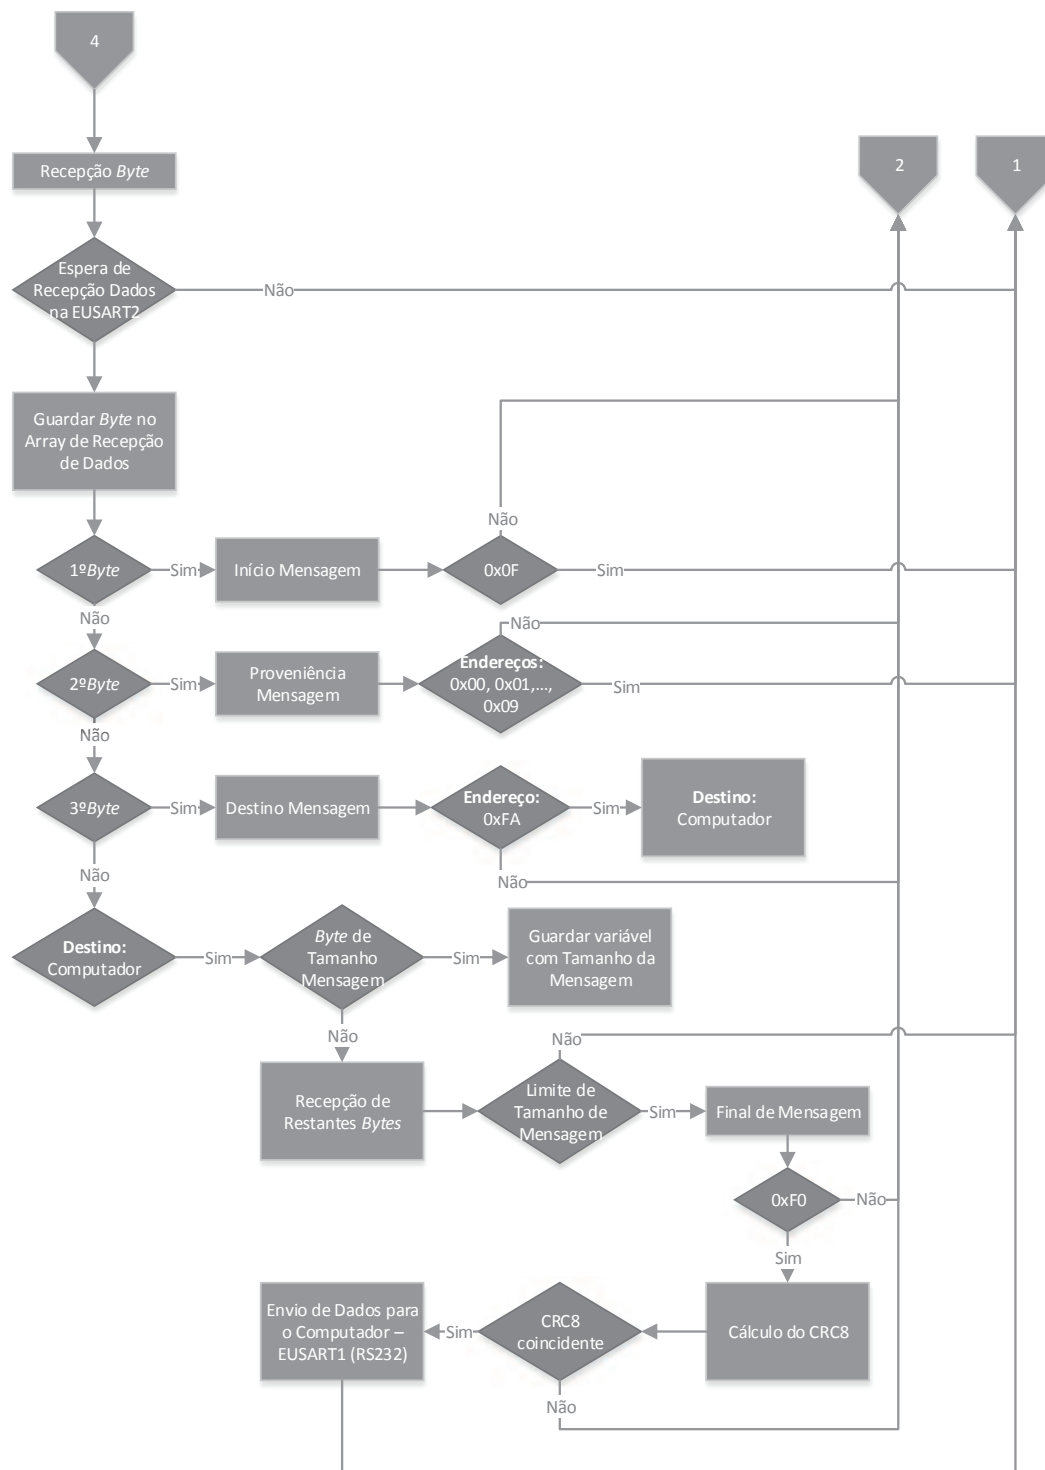 4
Recepção Byte
2
1
Espera de
Recepção Dados
na EUSART2
Não
Guardar Byte no
Array de Recepção
de Dados
Não
1ºByte
Sim
Início Mensagem
0x0F
Sim
Não
Não
2ºByte
Sim
Proveniência
Mensagem
Endereços:
0x00, 0x01,...,
0x09
Sim
Não
3ºByte
Sim
Destino Mensagem
Endereço:
0xFA
Sim
Destino:
Computador
Não
Não
Destino:
Computador
Sim
Byte de
Tamanho
Mensagem
Sim
Guardar variável
com Tamanho da
Mensagem
Não
Não
Recepção de
Restantes Bytes
Limite de
Tamanho de
Mensagem
Sim
Final de Mensagem
0xF0
Não
Sim
Envio de Dados para
o Computador –
EUSART1 (RS232)
Sim
CRC8
coincidente
Cálculo do CRC8
Não